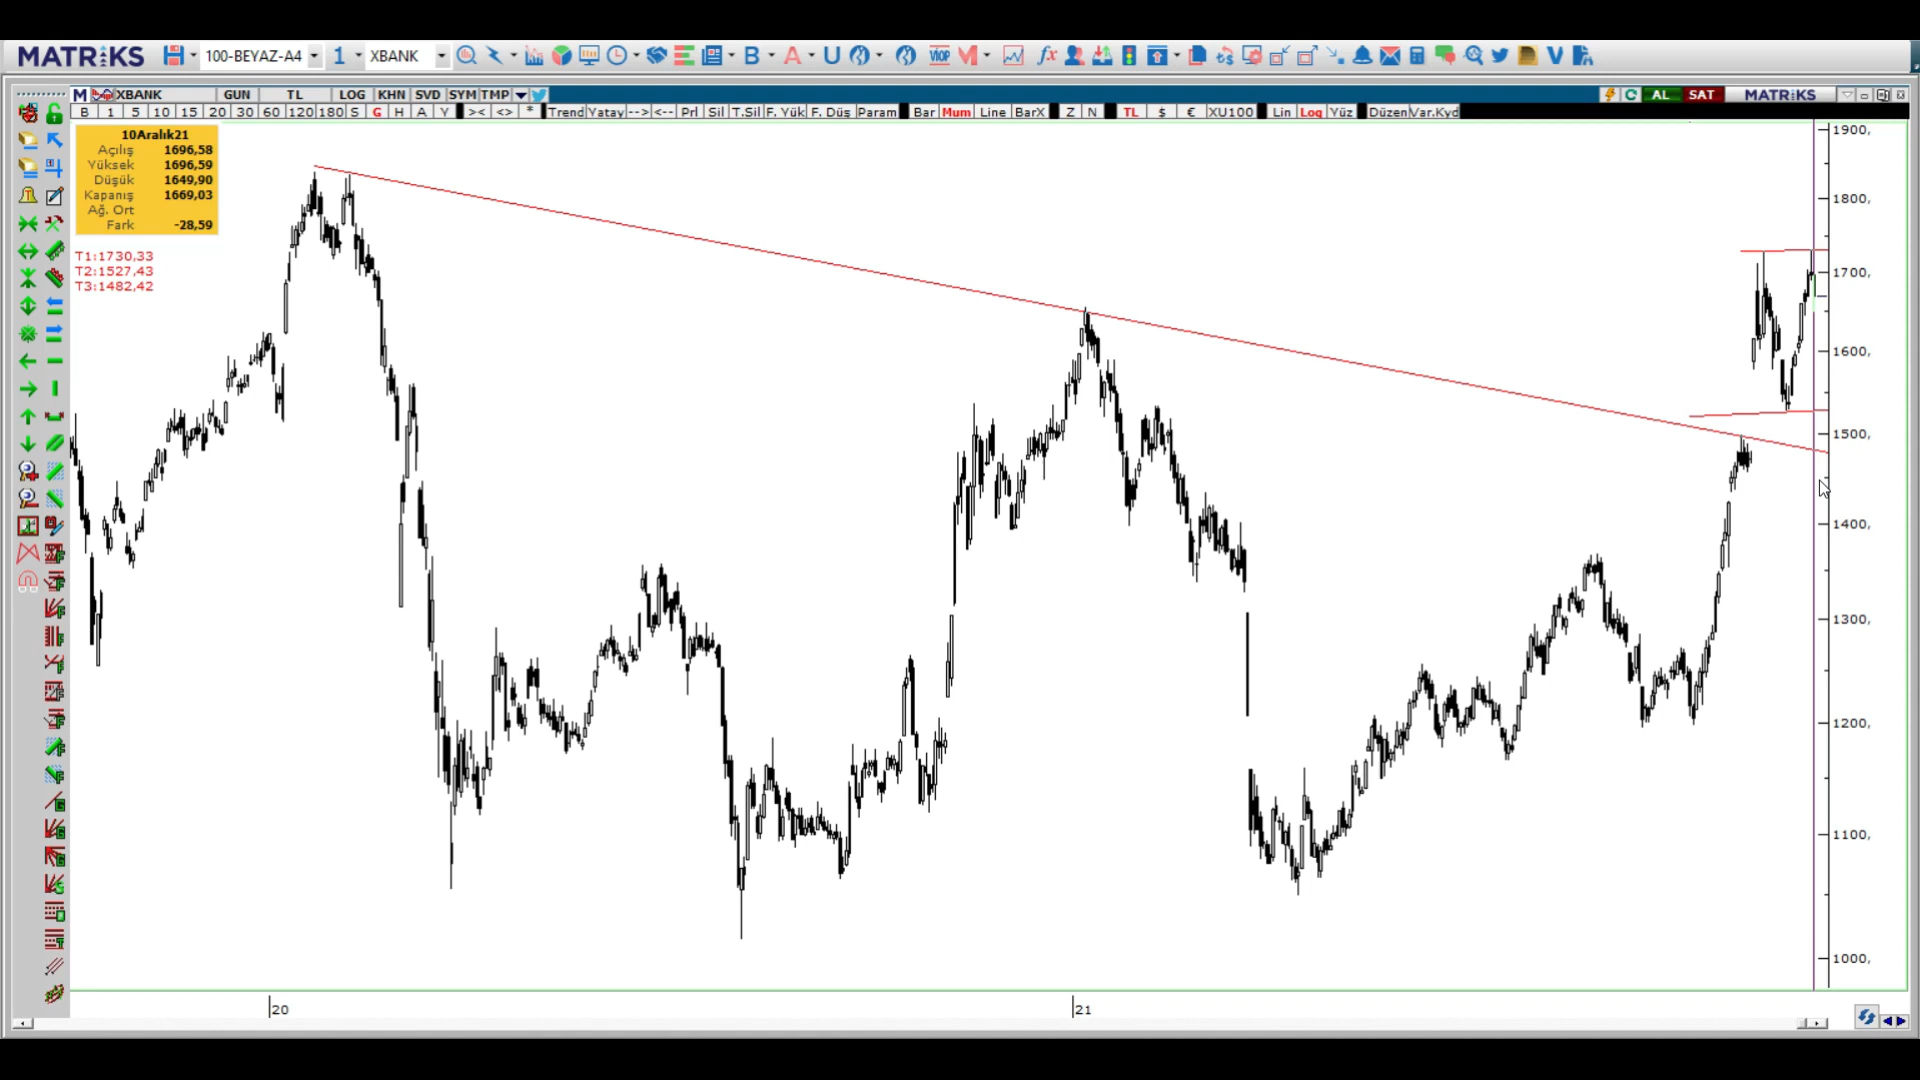 MATRİKS 100-BEYAZ-A4 1 XBANK B A U VIOP M fx V
M XBANK GUN TL LOG KHN SVD SYM TMP AL SAT MATRİKS
B 1 5 10 15 20 30 60 120 180 S G H A Y >< <> * Trend Yatay --> <-- Prl Sil T.Sil F. Yük F. Düş Param Bar Mum Line BarX Z N TL $ € XU100 Lin Log Yüz Düzen Var.Kyd
10Aralık21
Açılış 1696,58
Yüksek 1696,59
Düşük 1649,90
Kapanış 1669,03
Ağ. Ort
Fark -28,59
T1:1730,33
T2:1527,43
T3:1482,42
1900,
1800,
1700,
1600,
1500,
1400,
1300,
1200,
1100,
1000,
20 21